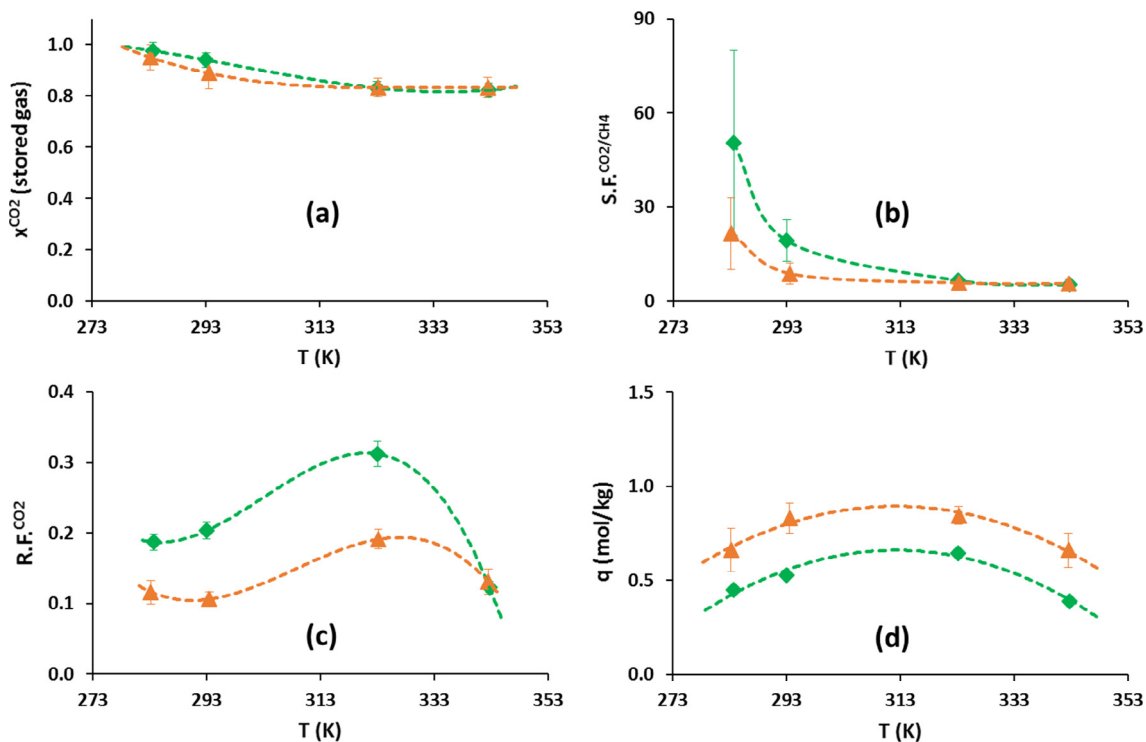 1.0
0.8
0.6
0.4
0.2
0.0
χCO2 (stored gas)
(a)
273 293 313 333 353
T (K)
90
60
30
0
S.F.CO2/CH4
(b)
273 293 313 333 353
T (K)
0.4
0.3
0.2
0.1
0.0
R.F.CO2
(c)
273 293 313 333 353
T (K)
1.5
1.0
0.5
0.0
q (mol/kg)
(d)
273 293 313 333 353
T (K)